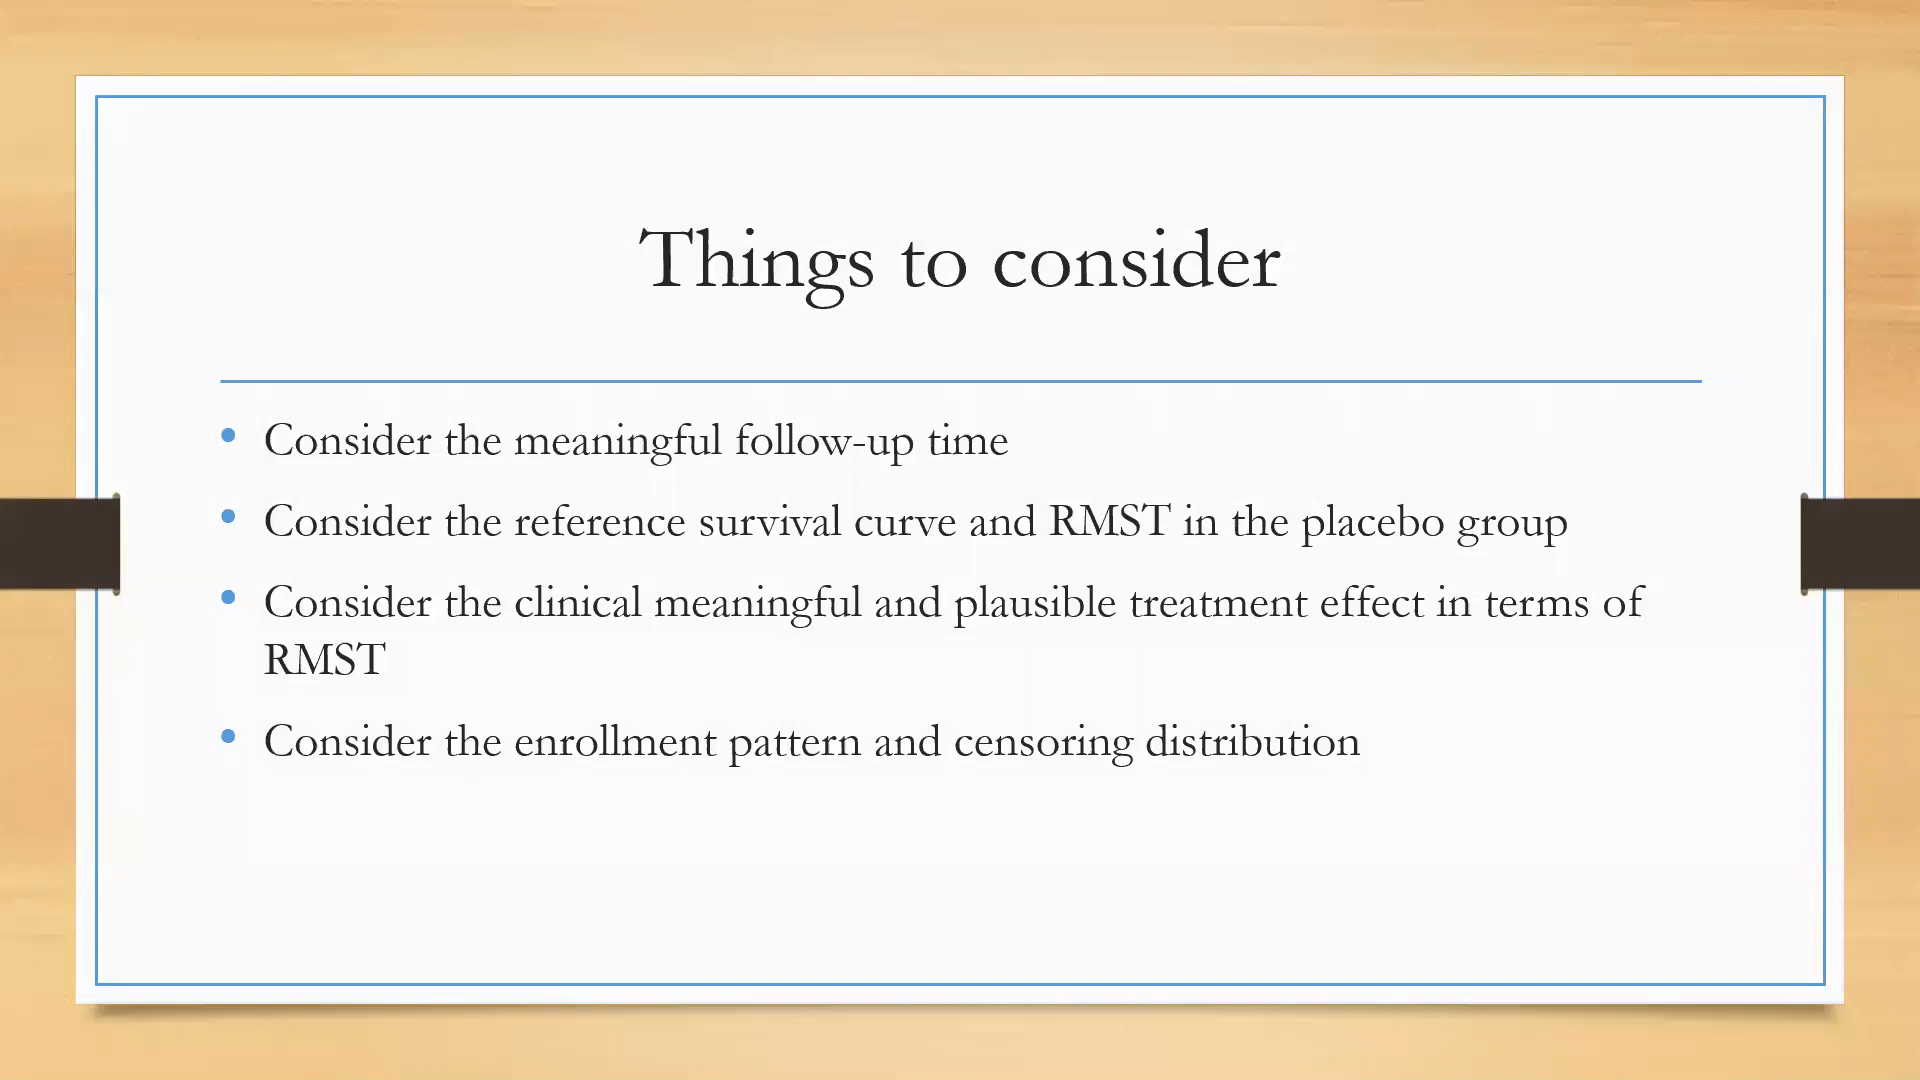 Things to consider
• Consider the meaningful follow-up time
• Consider the reference survival curve and RMST in the placebo group
• Consider the clinical meaningful and plausible treatment effect in terms of
RMST
• Consider the enrollment pattern and censoring distribution